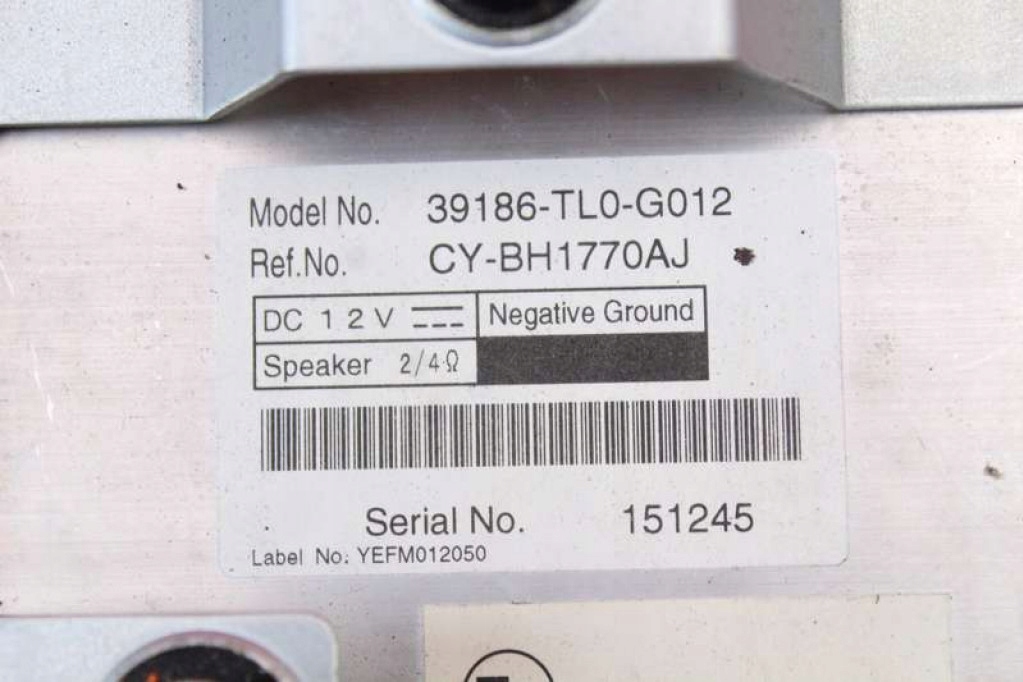 Model No. 39186-TL0-G012
Ref.No. CY-BH1770AJ
DC 12V Negative Ground
Speaker 2/4Ω
Serial No. 151245
Label No: YEFM012050